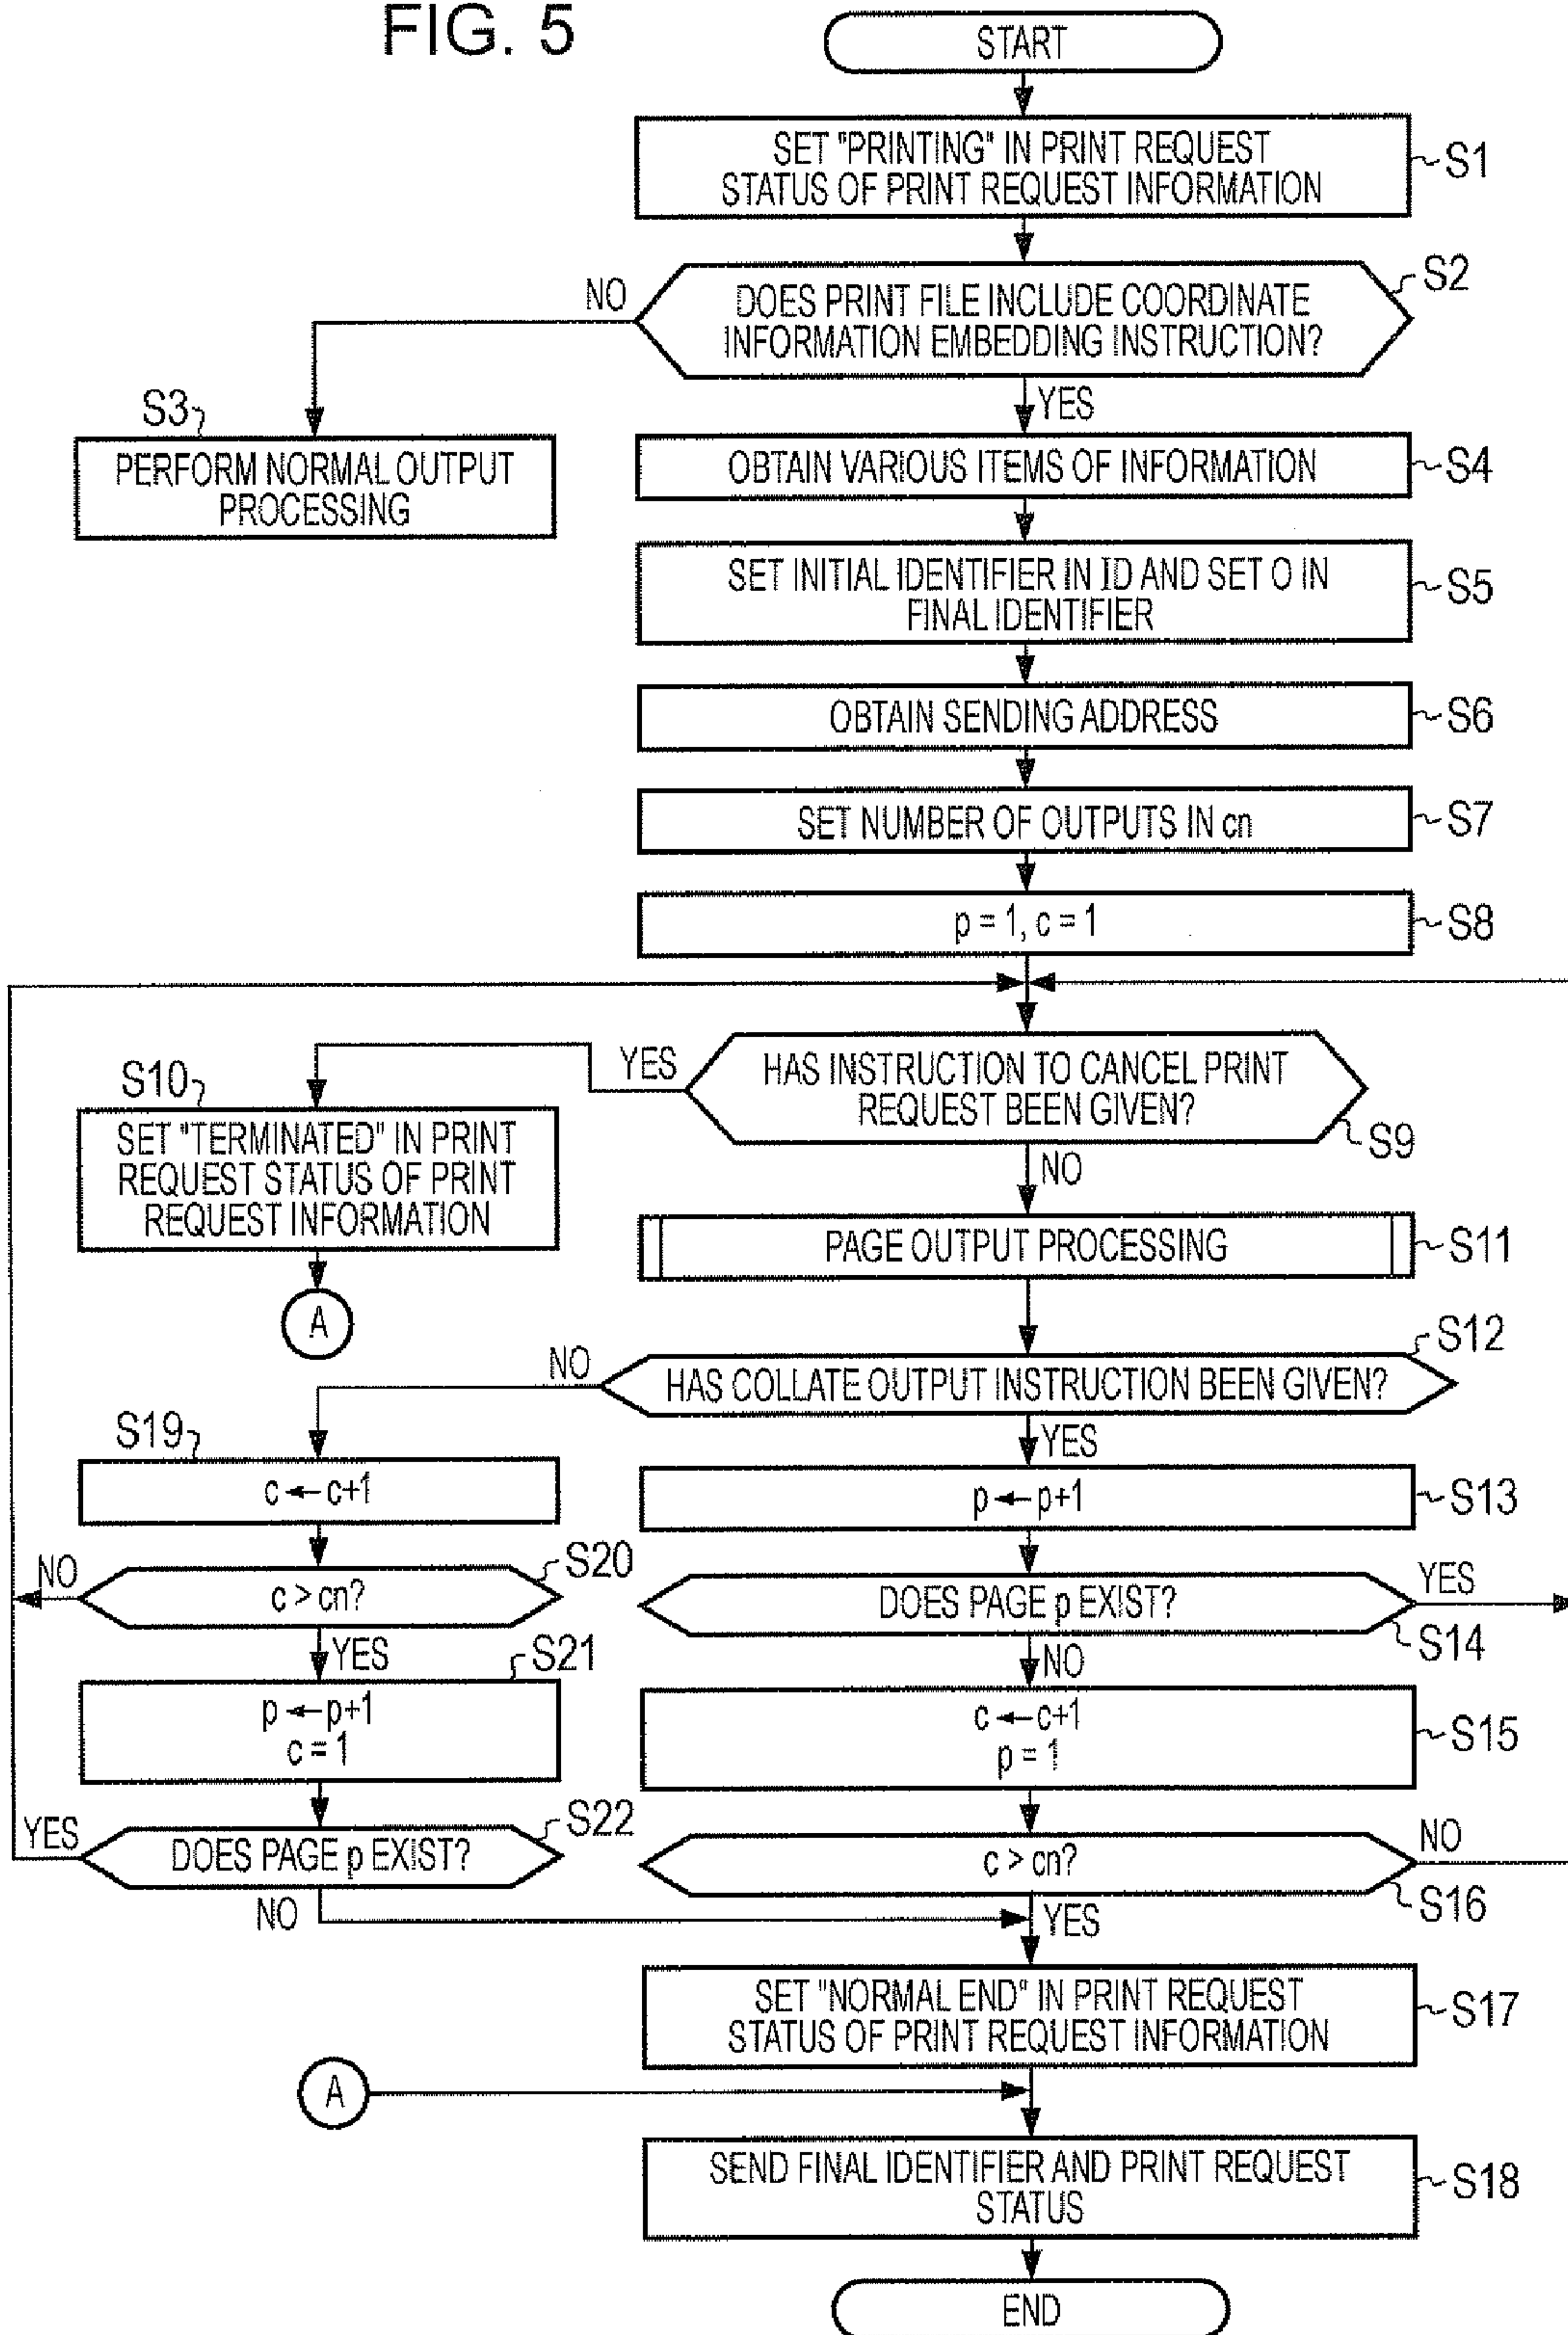 FIG. 5
START
SET "PRINTING" IN PRINT REQUEST
STATUS OF PRINT REQUEST INFORMATION
S1
DOES PRINT FILE INCLUDE COORDINATE
INFORMATION EMBEDDING INSTRUCTION?
S2
NO
YES
S3
PERFORM NORMAL OUTPUT
PROCESSING
OBTAIN VARIOUS ITEMS OF INFORMATION
S4
SET INITIAL IDENTIFIER IN ID AND SET 0 IN
FINAL IDENTIFIER
S5
OBTAIN SENDING ADDRESS
S6
SET NUMBER OF OUTPUTS IN cn
S7
p = 1, c = 1
S8
HAS INSTRUCTION TO CANCEL PRINT
REQUEST BEEN GIVEN?
S9
YES
NO
S10
SET "TERMINATED" IN PRINT
REQUEST STATUS OF PRINT
REQUEST INFORMATION
A
PAGE OUTPUT PROCESSING
S11
HAS COLLATE OUTPUT INSTRUCTION BEEN GIVEN?
S12
NO
YES
S19
c ← c+1
p ← p+1
S13
c > cn?
S20
NO
YES
DOES PAGE p EXIST?
S14
YES
NO
S21
p ← p+1
c = 1
c ← c+1
p = 1
S15
DOES PAGE p EXIST?
S22
YES
NO
c > cn?
S16
NO
YES
SET "NORMAL END" IN PRINT REQUEST
STATUS OF PRINT REQUEST INFORMATION
S17
A
SEND FINAL IDENTIFIER AND PRINT REQUEST
STATUS
S18
END